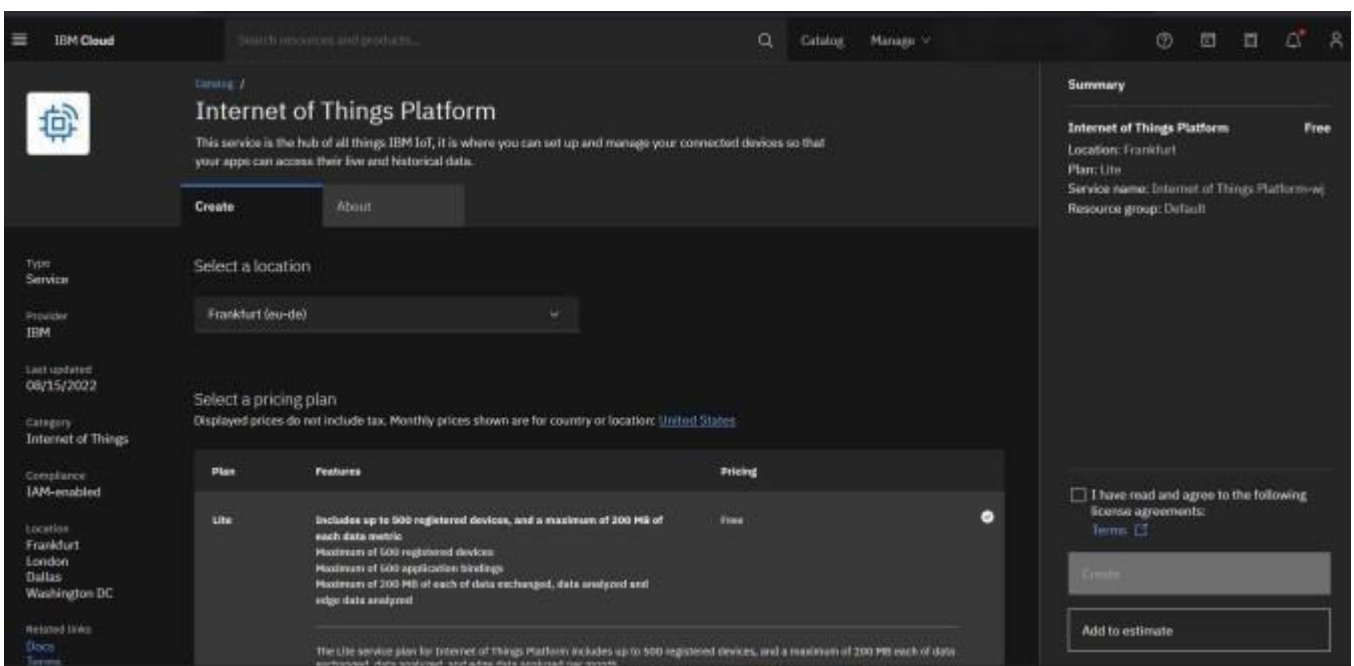 IBM Cloud
Search resources and products...
Catalog
Manage
Catalog /
Internet of Things Platform
This service is the hub of all things IBM IoT, it is where you can set up and manage your connected devices so that
your apps can access their live and historical data.
Create
About
Type
Service
Provider
IBM
Last updated
08/15/2022
Category
Internet of Things
Compliance
IAM-enabled
Location
Frankfurt
London
Dallas
Washington DC
Related links
Docs
Terms
Select a location
Frankfurt (eu-de)
Select a pricing plan
Displayed prices do not include tax. Monthly prices shown are for country or location: United States
Plan
Features
Pricing
Lite
Includes up to 500 registered devices, and a maximum of 200 MB of
each data metric
Maximum of 500 registered devices
Maximum of 500 application bindings
Maximum of 200 MB of each of data exchanged, data analyzed and
edge data analyzed
Free
The Lite service plan for Internet of Things Platform includes up to 500 registered devices, and a maximum of 200 MB each of data
exchanged, data analyzed, and edge data analyzed per month.
Summary
Internet of Things Platform
Free
Location: Frankfurt
Plan: Lite
Service name: Internet of Things Platform-wj
Resource group: Default
I have read and agree to the following
license agreements:
Terms
Create
Add to estimate